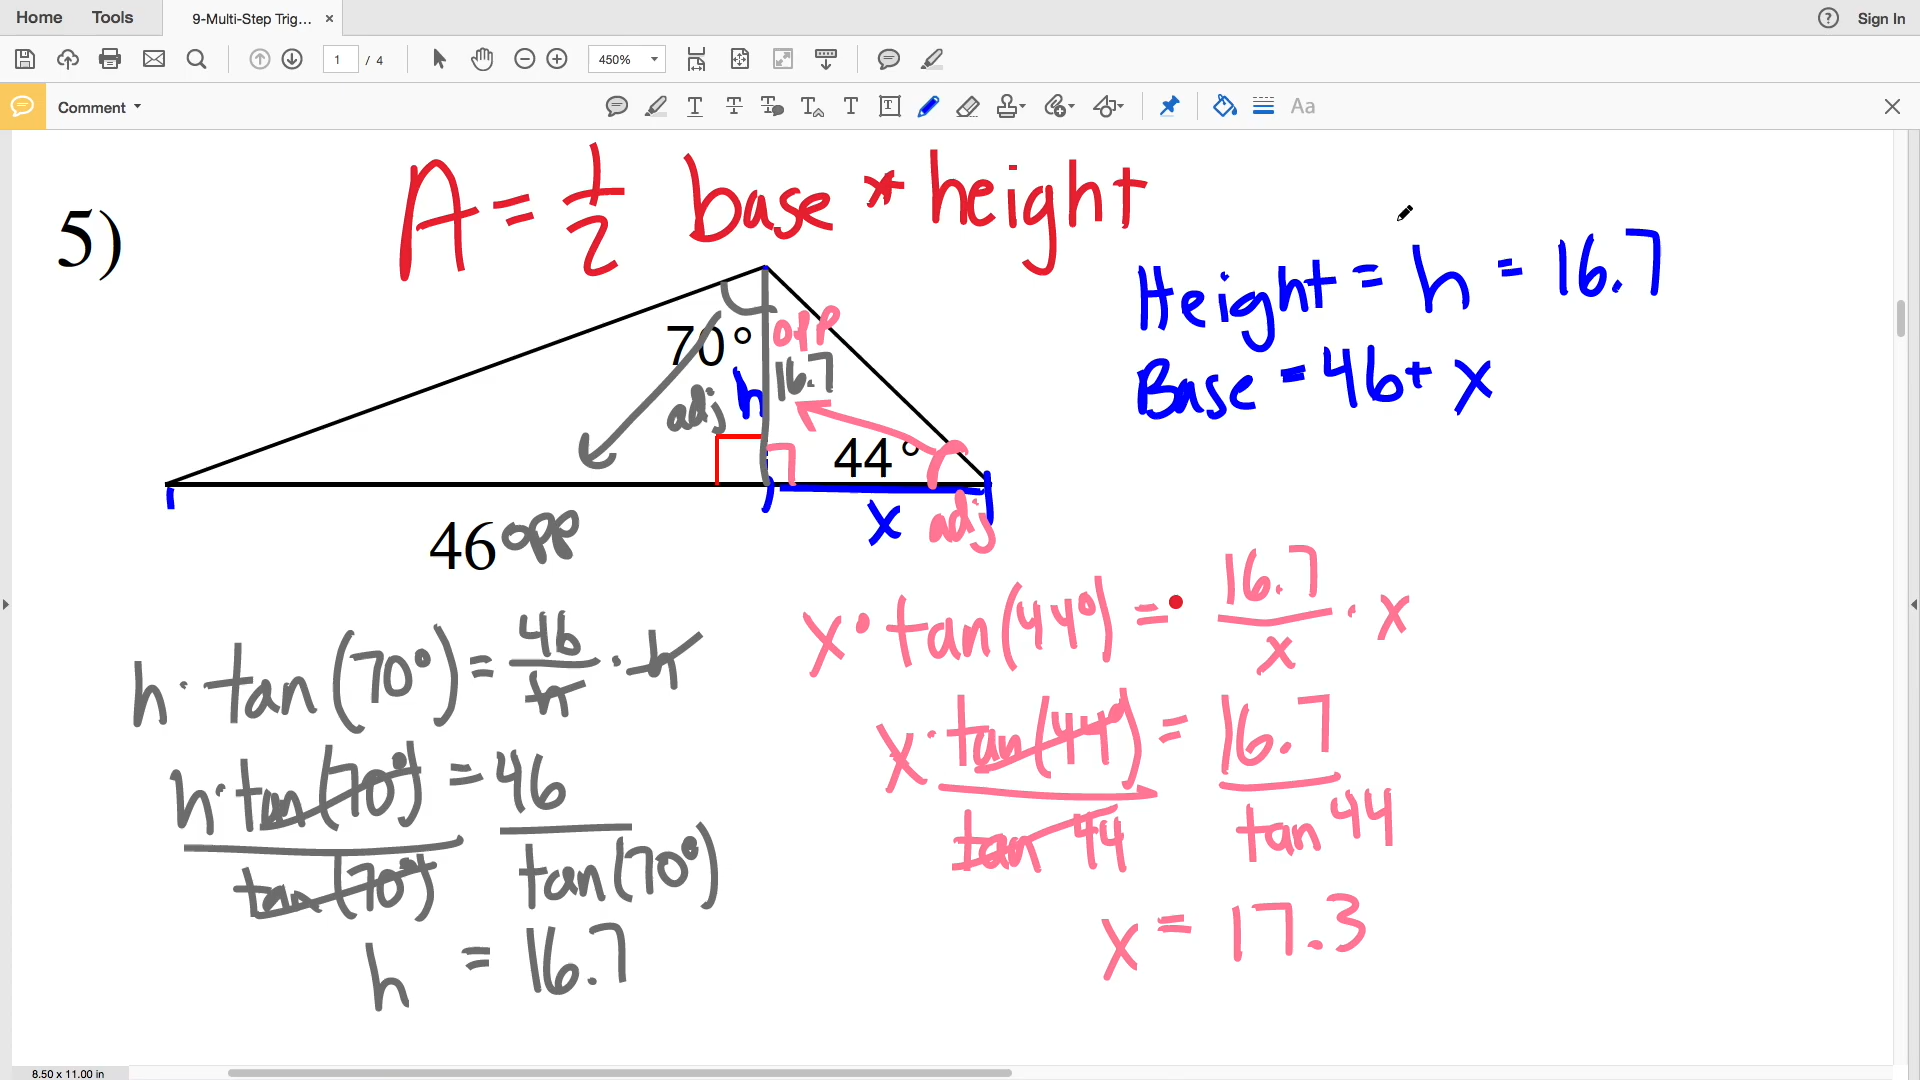 Home Tools 9-Multi-Step Trig... × ? Sign In
1 / 4 450%
Comment T T T T T T Aa
A = 1/2 base * height
5)
Height = h = 16.7
70° opp
16.7
Base = 46 + x
adj h
44°
x adj
46 opp
h · tan(70°) = 46/h · h
x · tan(44°) = 16.7/x · x
h · tan(70°) / tan(70°) = 46 / tan(70°)
x · tan(44°) / tan 44 = 16.7 / tan 44
h = 16.7
x = 17.3
8.50 x 11.00 in